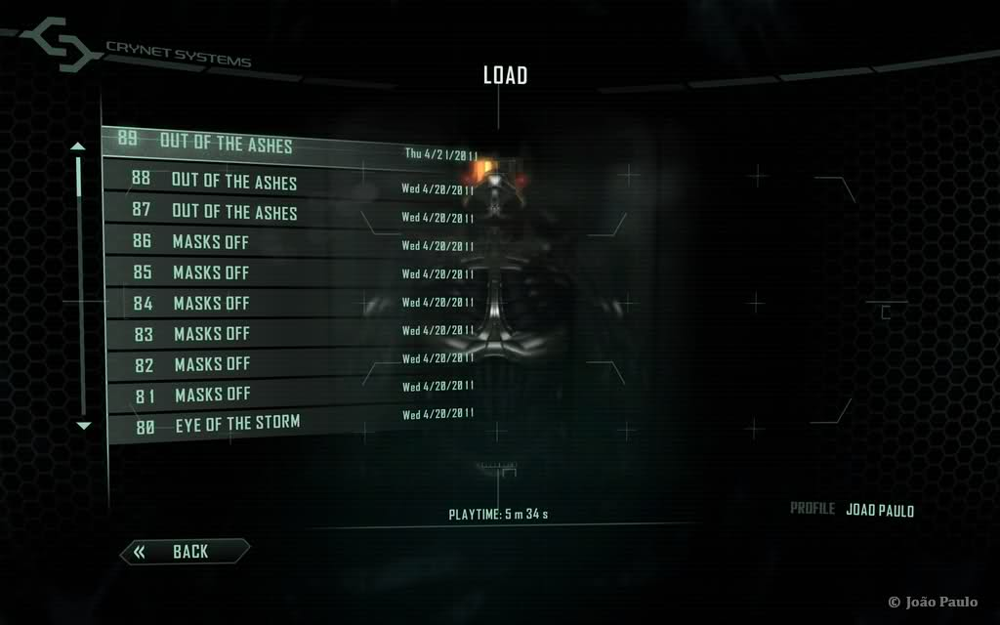 CRYNET SYSTEMS
LOAD
89 OUT OF THE ASHES Thu 4/21/2011
88 OUT OF THE ASHES Wed 4/20/2011
87 OUT OF THE ASHES Wed 4/20/2011
86 MASKS OFF Wed 4/20/2011
85 MASKS OFF Wed 4/20/2011
84 MASKS OFF Wed 4/20/2011
83 MASKS OFF Wed 4/20/2011
82 MASKS OFF Wed 4/20/2011
81 MASKS OFF Wed 4/20/2011
80 EYE OF THE STORM Wed 4/20/2011
PLAYTIME: 5 m 34 s
PROFILE JOAO PAULO
« BACK
© João Paulo